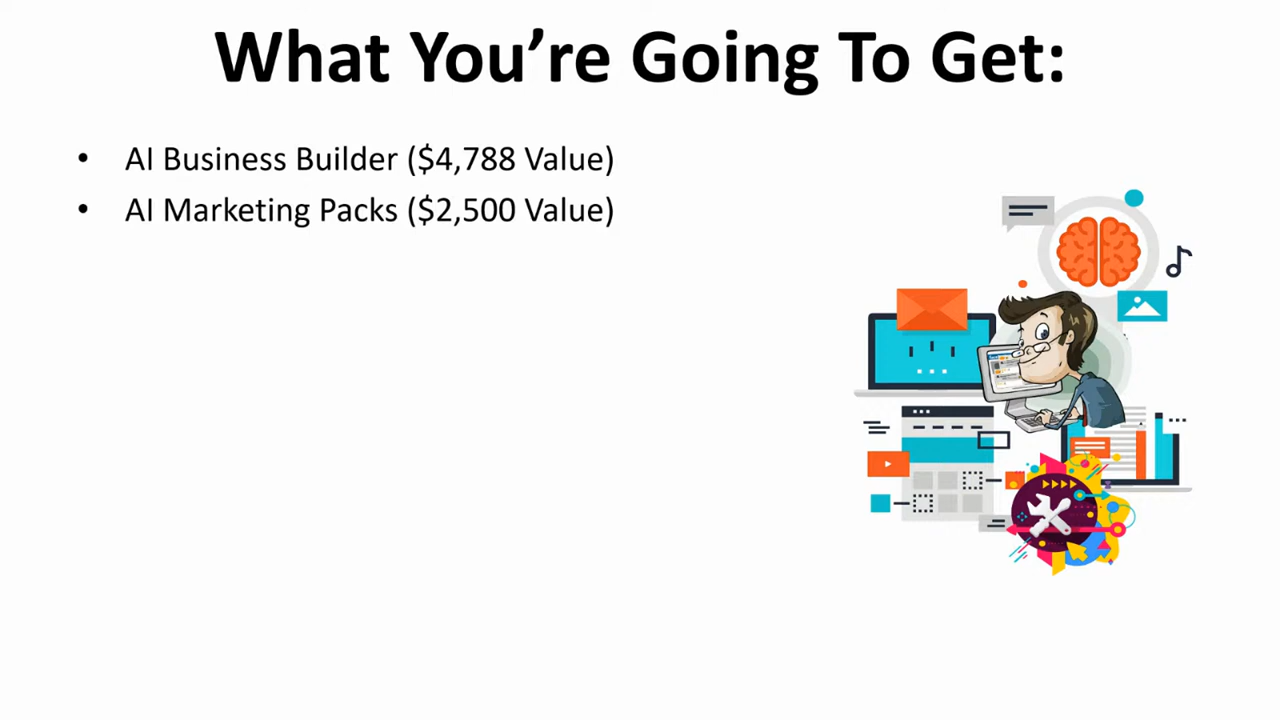 What You’re Going To Get:
• AI Business Builder ($4,788 Value)
• AI Marketing Packs ($2,500 Value)